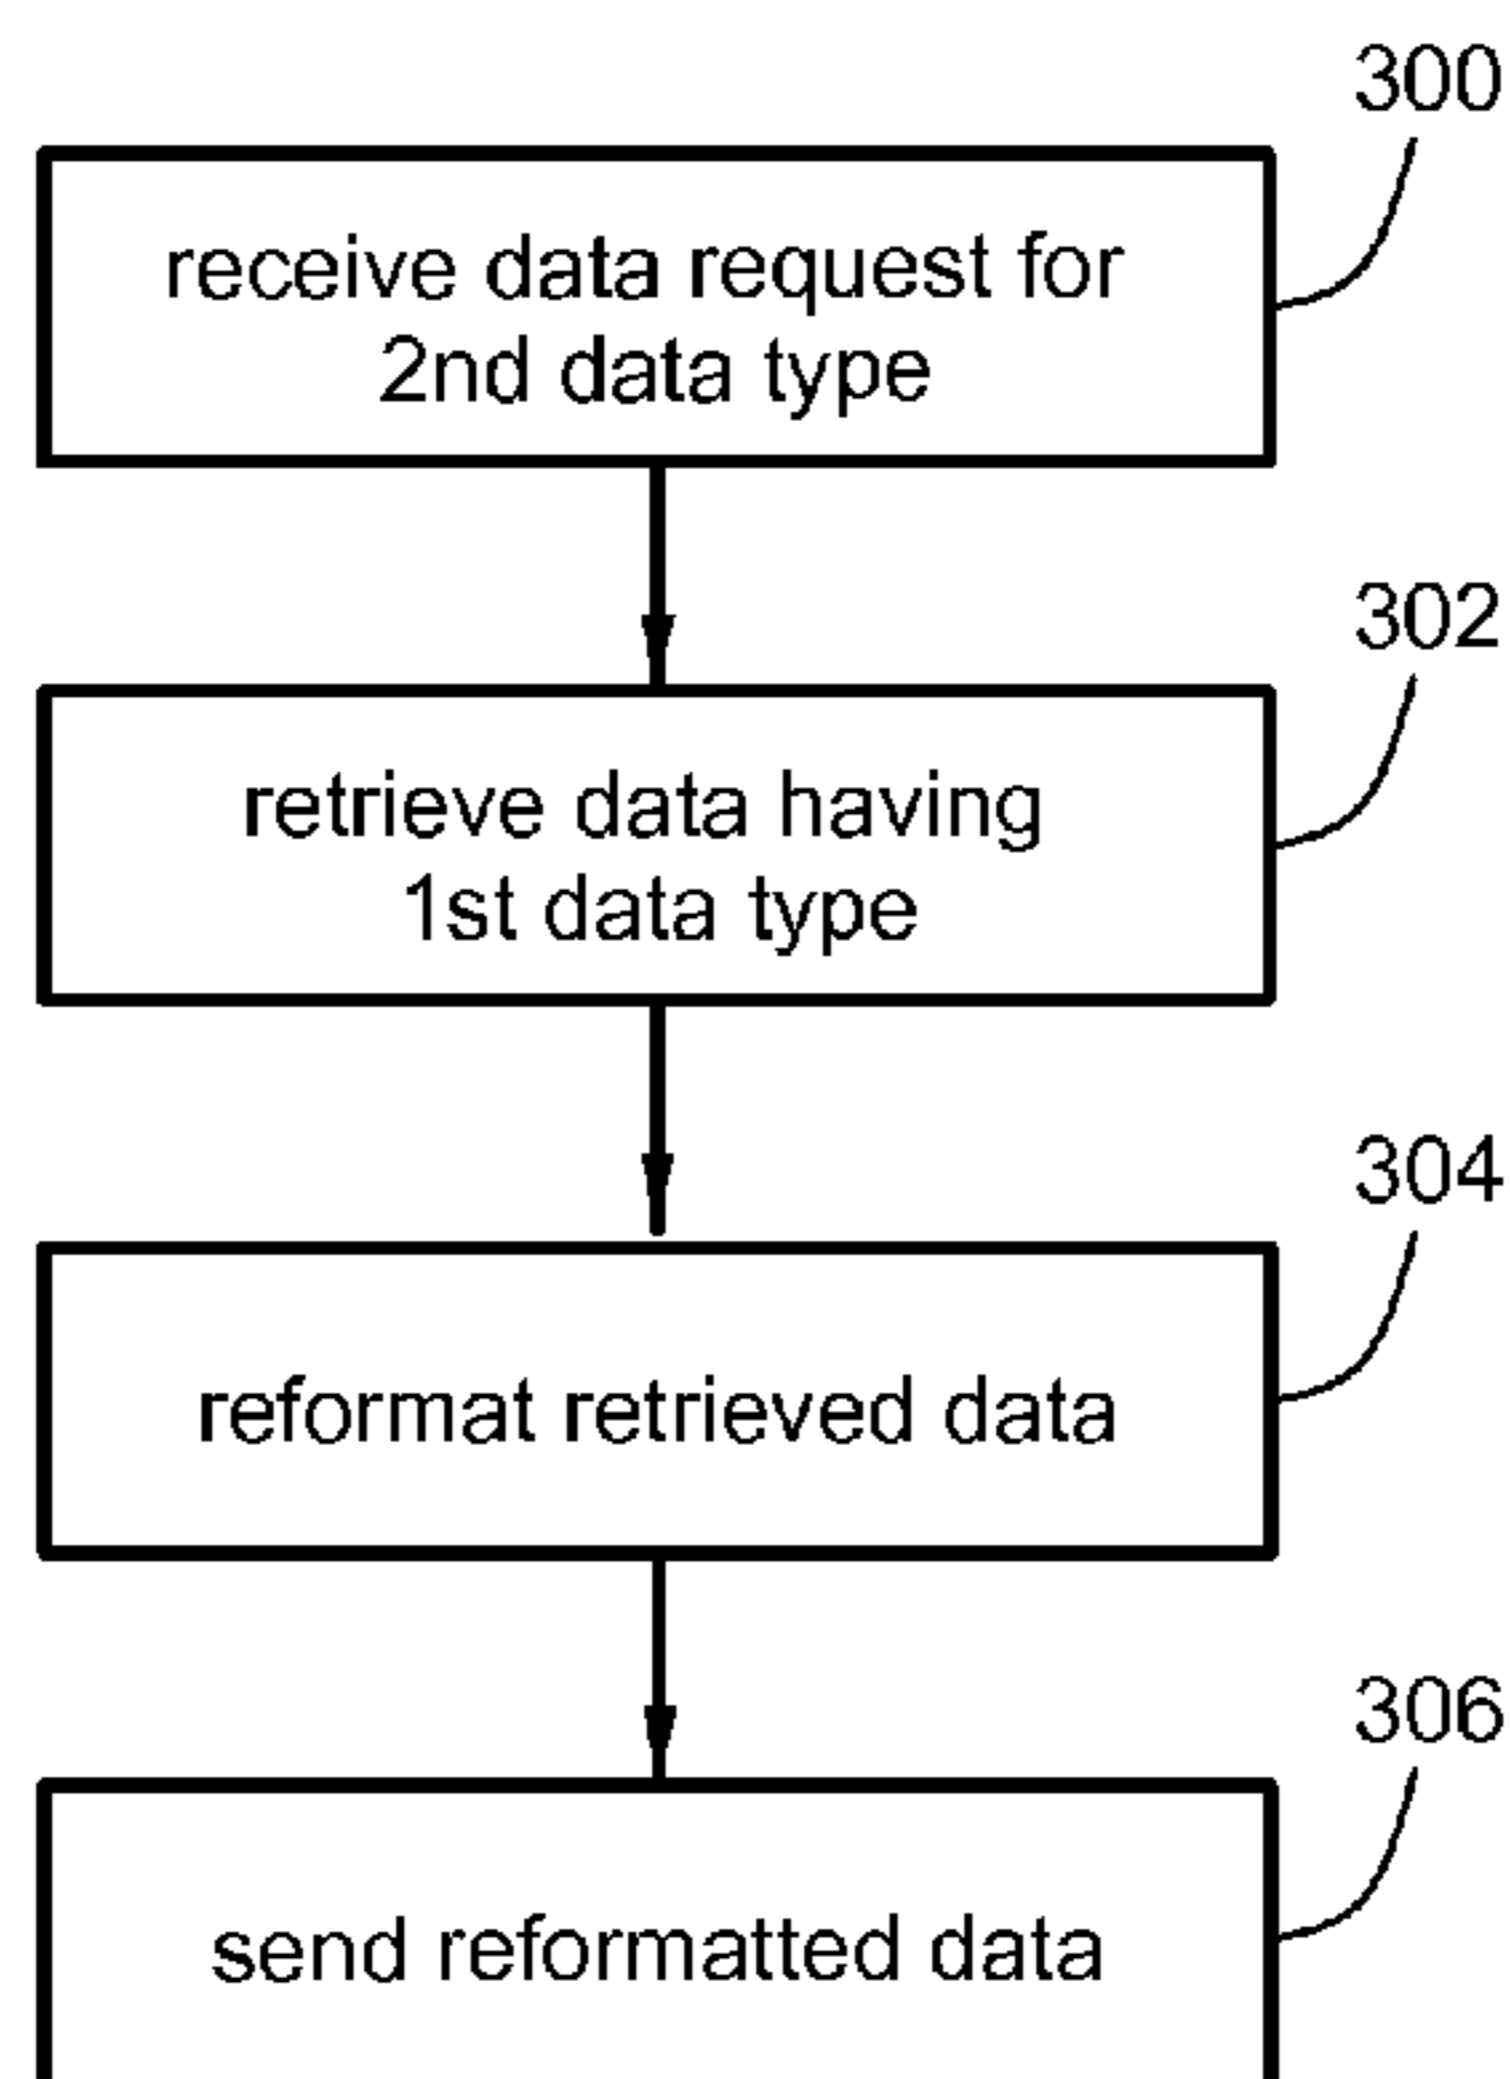 300
receive data request for
2nd data type
302
retrieve data having
1st data type
304
reformat retrieved data
306
send reformatted data